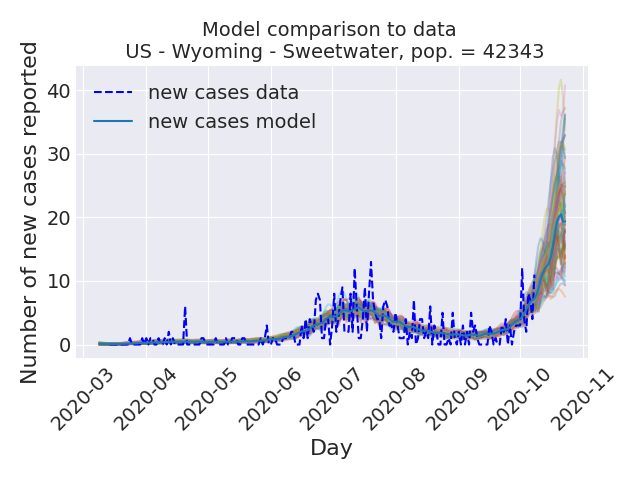 Model comparison to data
US - Wyoming - Sweetwater, pop. = 42343
Number of new cases reported
40
30
20
10
0
new cases data
new cases model
2020-03
2020-04
2020-05
2020-06
2020-07
2020-08
2020-09
2020-10
2020-11
Day